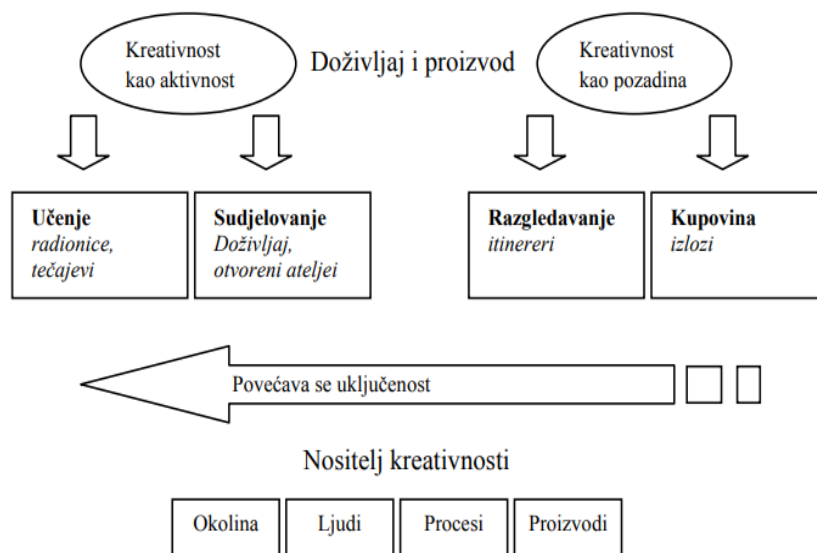 Kreativnost
kao aktivnost
Doživljaj i proizvod
Kreativnost
kao pozadina
Učenje
radionice,
tečajevi
Sudjelovanje
Doživljaj,
otvoreni ateljei
Razgledavanje
itinereri
Kupovina
izlozi
Povećava se uključenost
Nositelj kreativnosti
Okolina
Ljudi
Procesi
Proizvodi